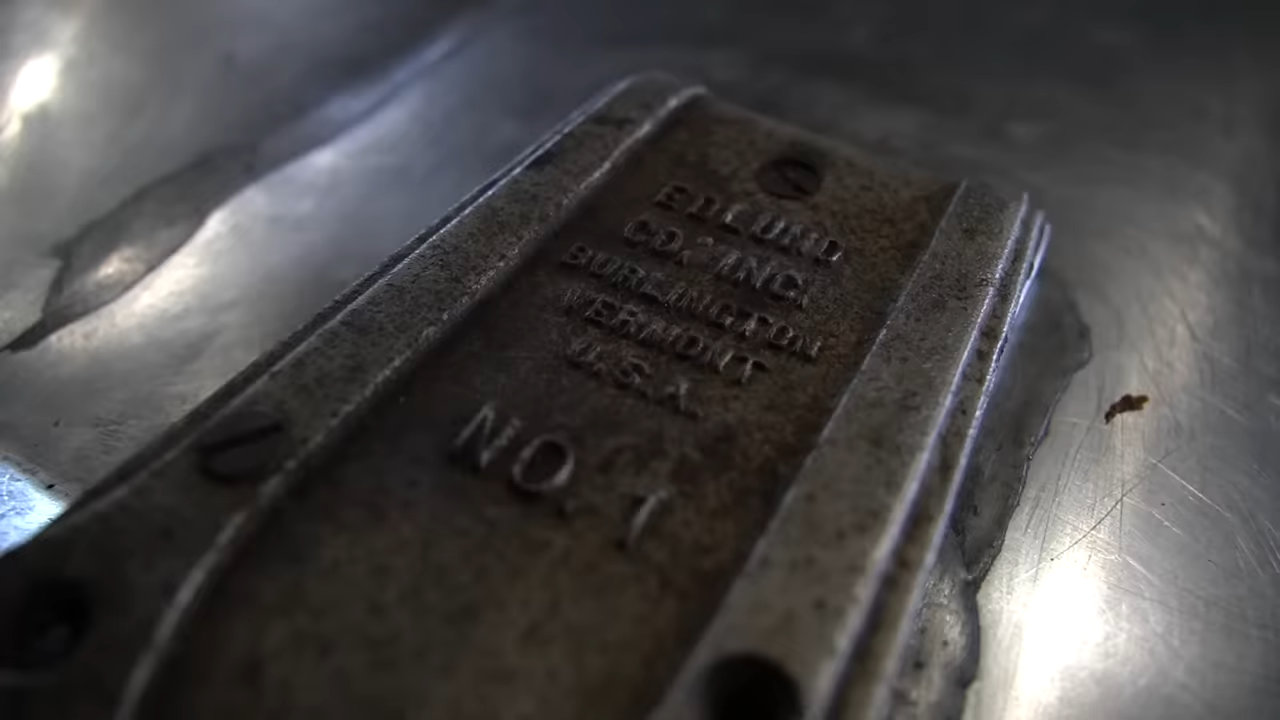 EDLUND
CO. INC.
BURLINGTON
VERMONT
U.S.A.
NO. 1